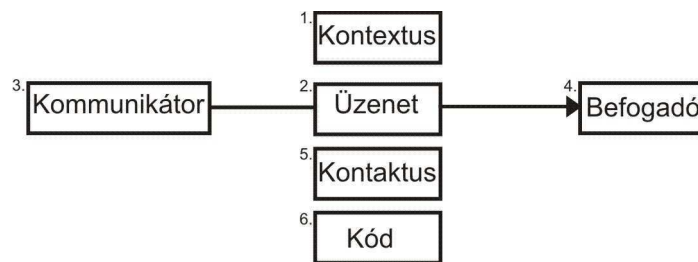 1. Kontextus
3. Kommunikátor
2. Üzenet
4. Befogadó
5. Kontaktus
6. Kód